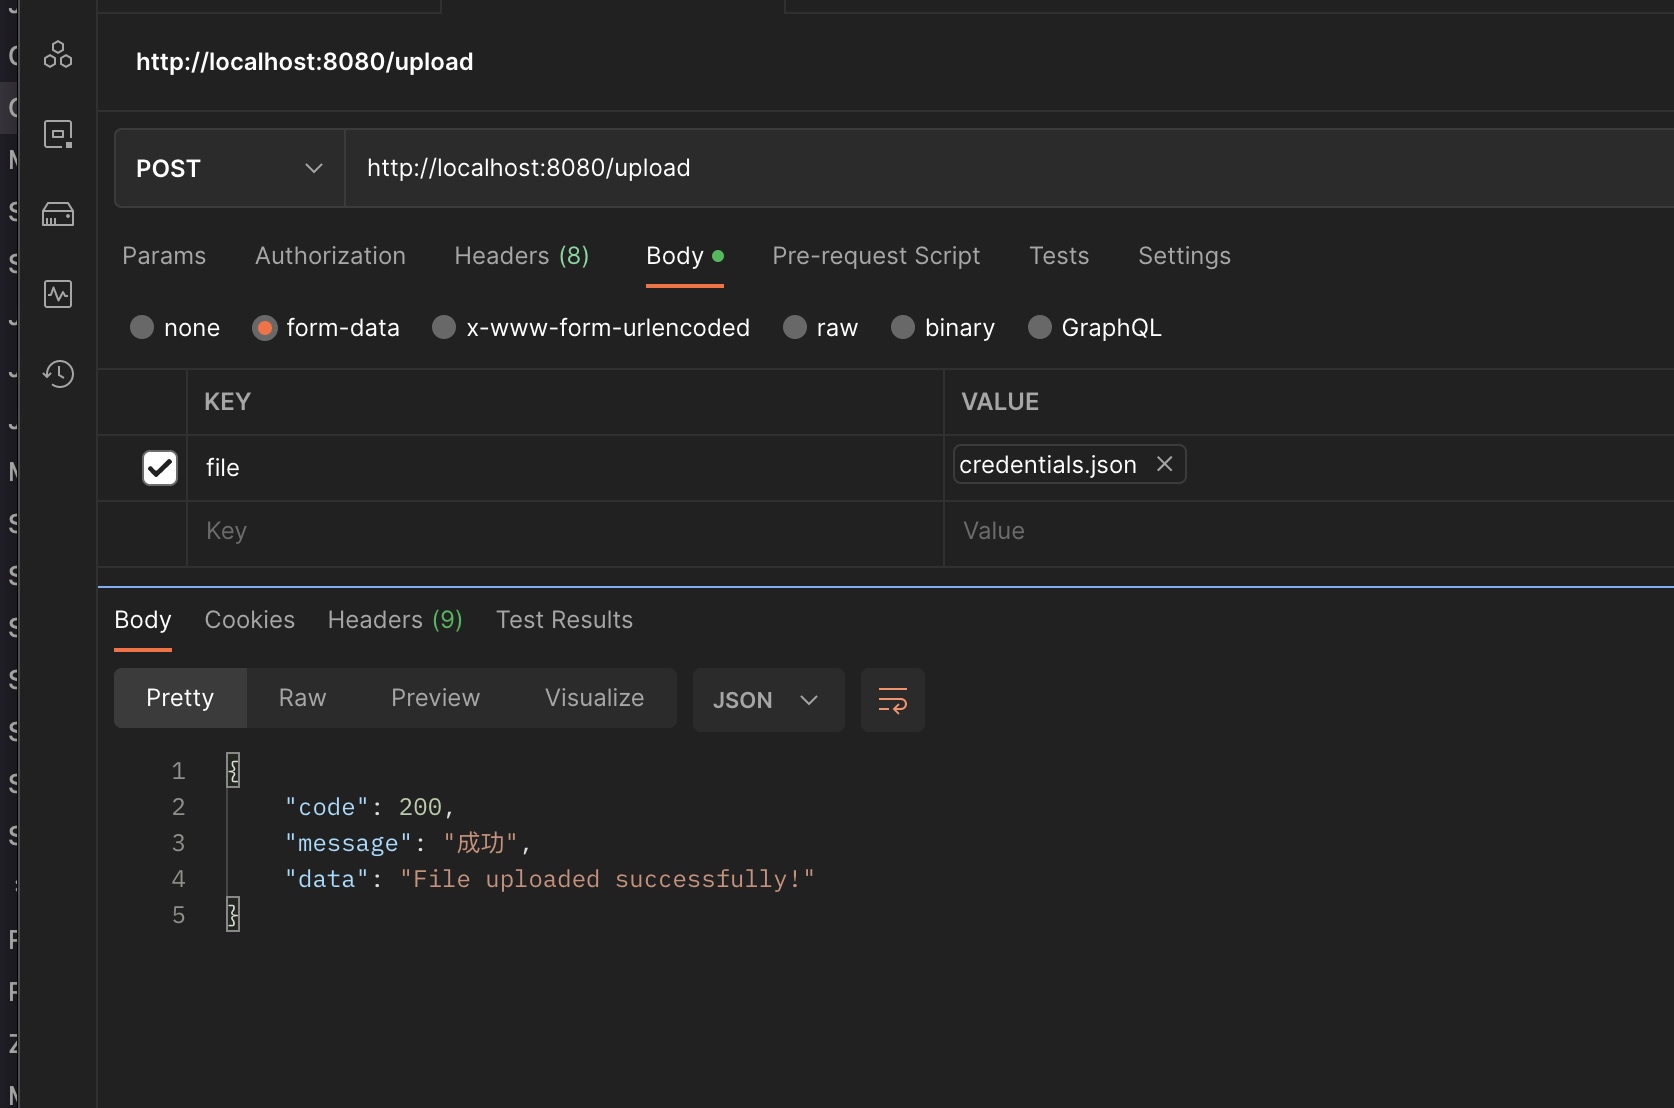 http://localhost:8080/upload
POST http://localhost:8080/upload
Params Authorization Headers (8) Body Pre-request Script Tests Settings
none form-data x-www-form-urlencoded raw binary GraphQL
KEY VALUE
file credentials.json
Key Value
Body Cookies Headers (9) Test Results
Pretty Raw Preview Visualize JSON
1 {
2 "code": 200,
3 "message": "成功",
4 "data": "File uploaded successfully!"
5 }